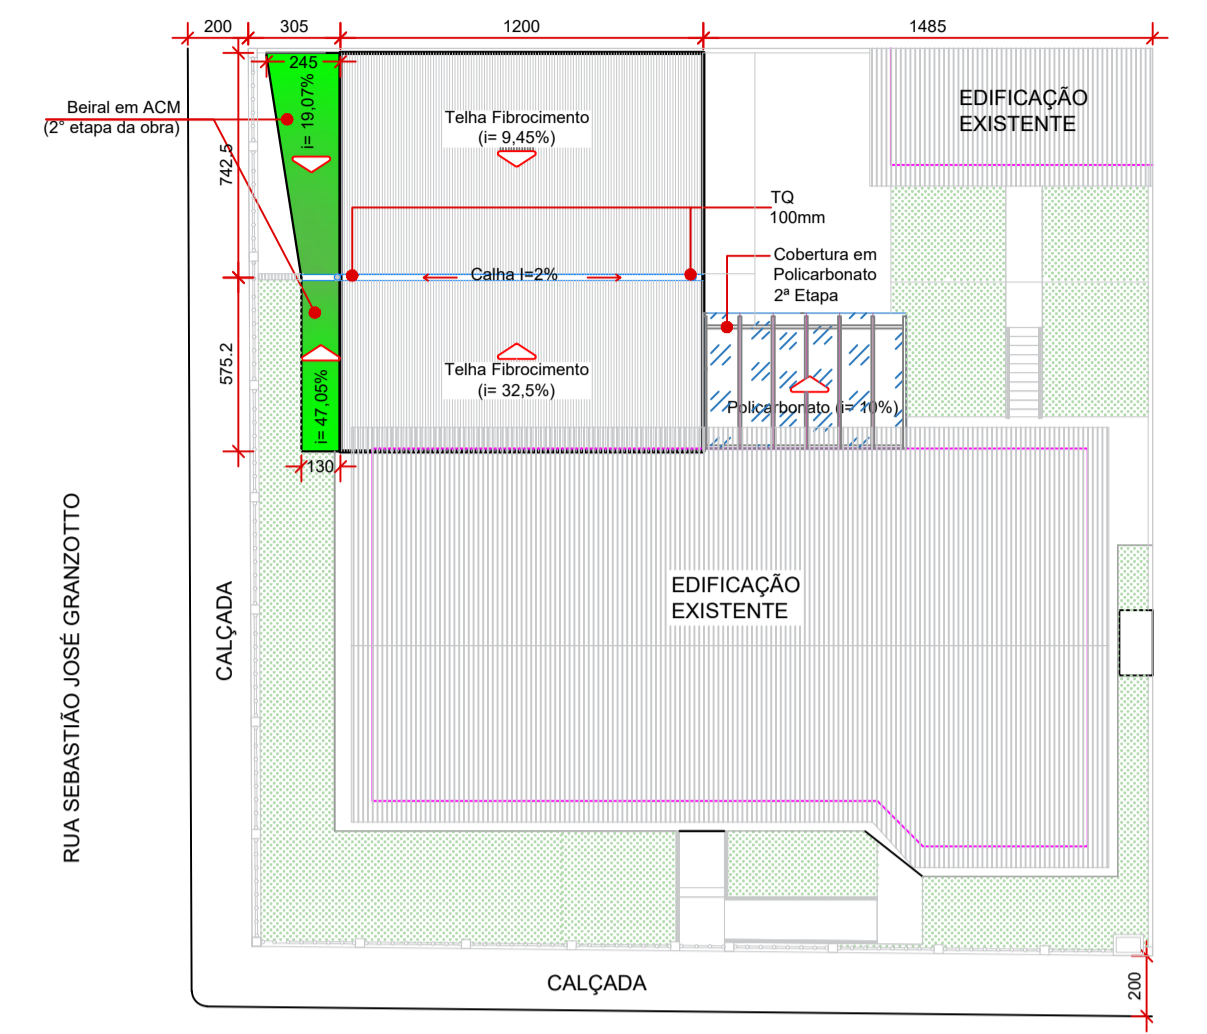 200
305
1200
1485
245
i= 19,07%
Beiral em ACM
(2° etapa da obra)
742.5
Telha Fibrocimento
(i= 9,45%)
EDIFICAÇÃO
EXISTENTE
TQ
100mm
Cobertura em
Policarbonato
2ª Etapa
Calha I=2%
575.2
i= 47,05%
Telha Fibrocimento
(i= 32,5%)
Policarbonato (i= 10%)
130
EDIFICAÇÃO
EXISTENTE
RUA SEBASTIÃO JOSÉ GRANZOTTO
CALÇADA
CALÇADA
200